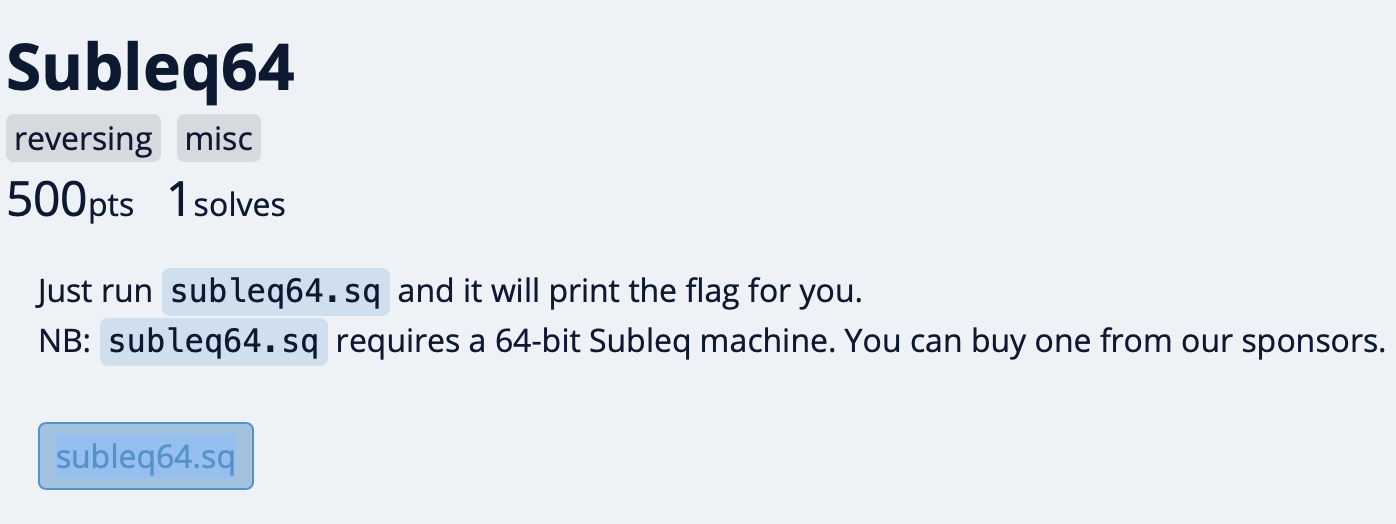 Subleq64
reversing misc
500pts 1solves
Just run subleq64.sq and it will print the flag for you.
NB: subleq64.sq requires a 64-bit Subleq machine. You can buy one from our sponsors.
subleq64.sq